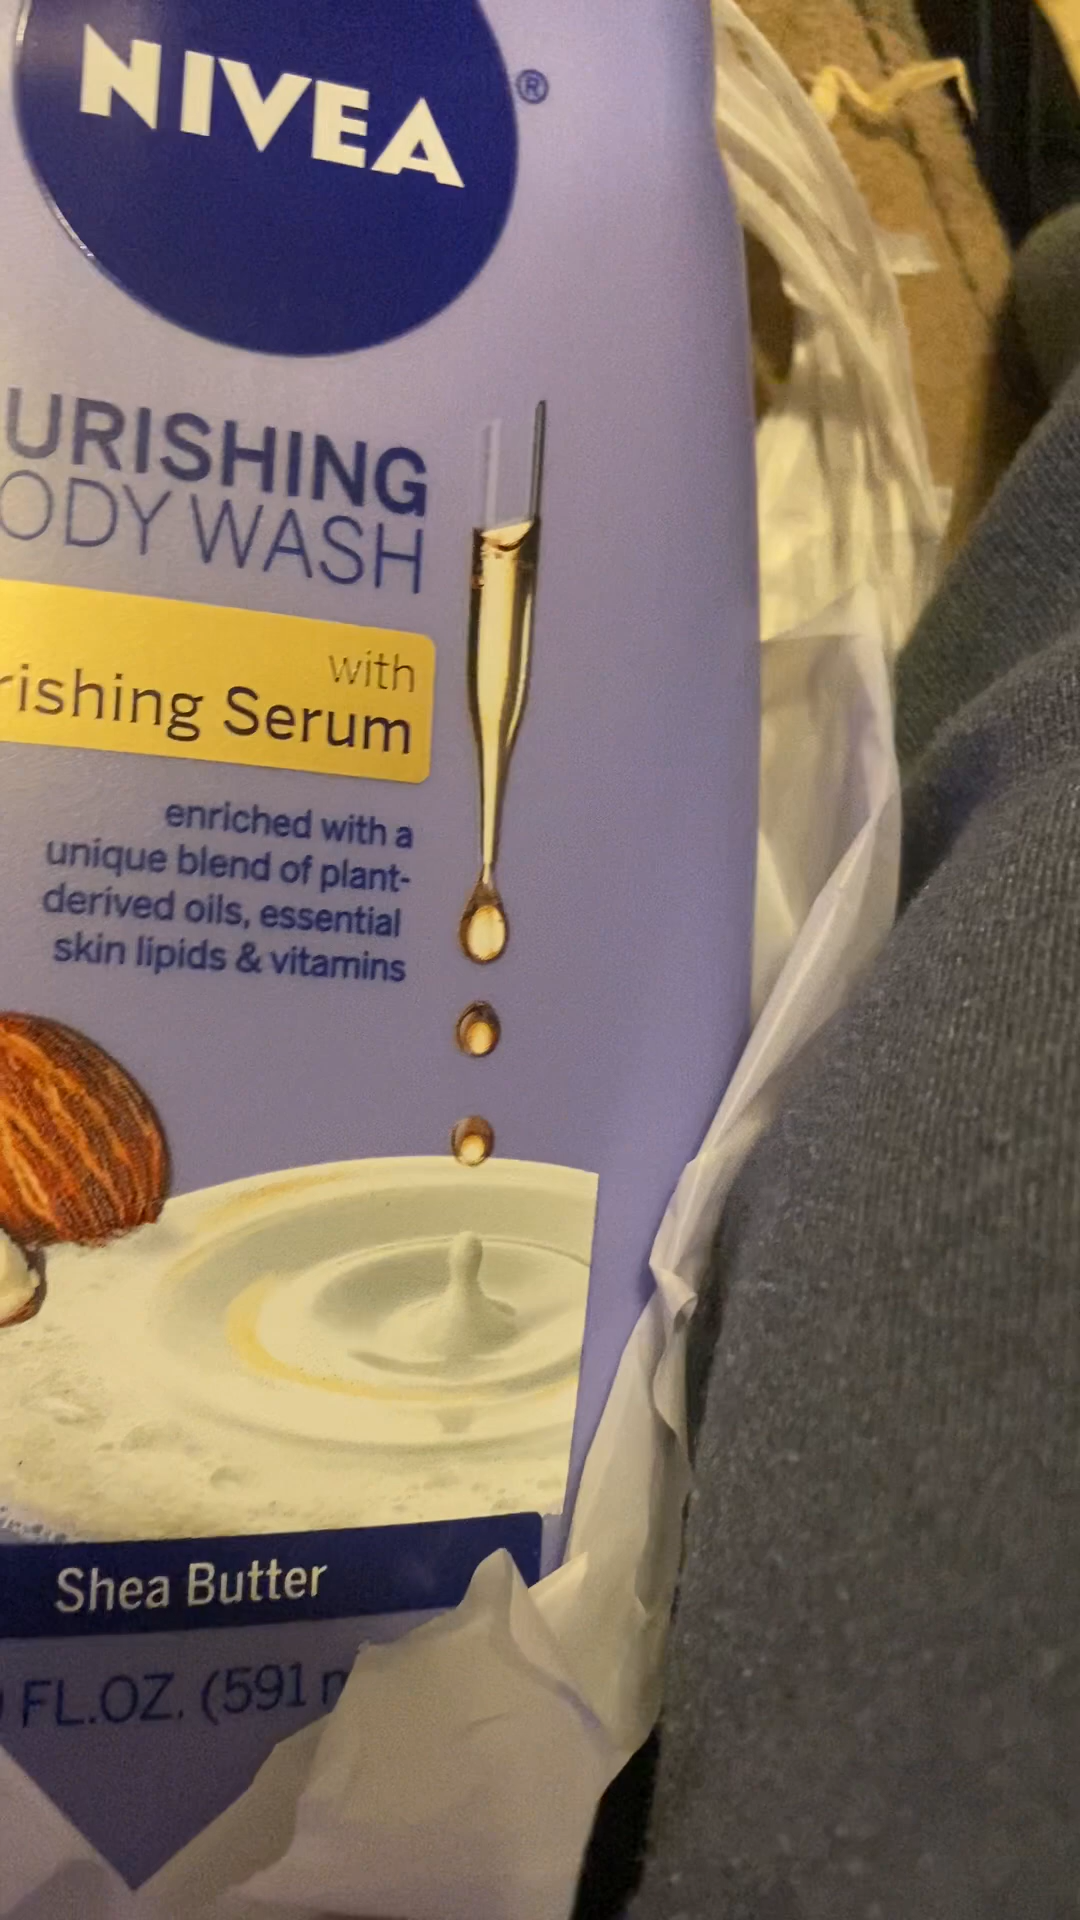 NIVEA®
URISHING
ODY WASH
with
rishing Serum
enriched with a
unique blend of plant-
derived oils, essential
skin lipids & vitamins
Shea Butter
FL.OZ. (591